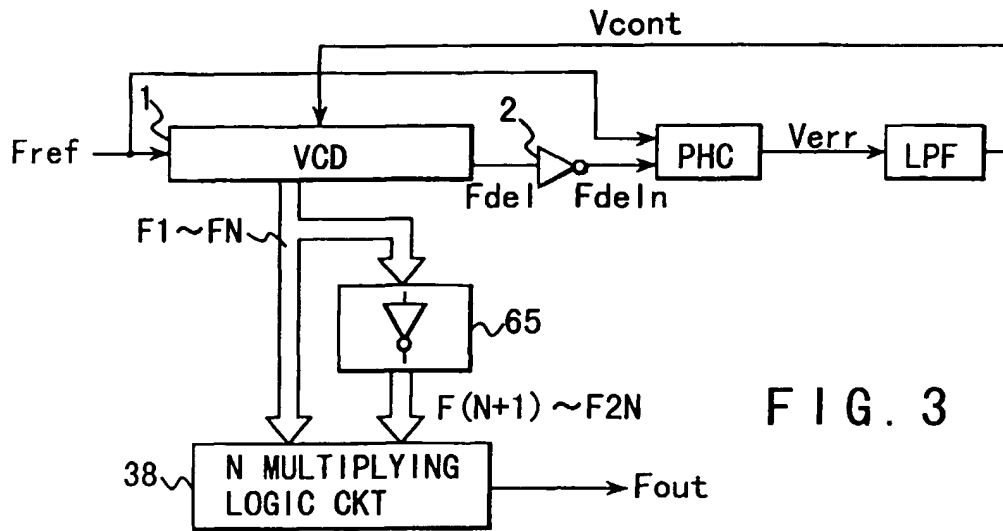 Vcont
1
2
Fref
VCD
PHC
Verr
LPF
Fdel
Fdeln
F1~FN
65
F(N+1)~F2N
FIG. 3
38
N MULTIPLYING
LOGIC CKT
Fout